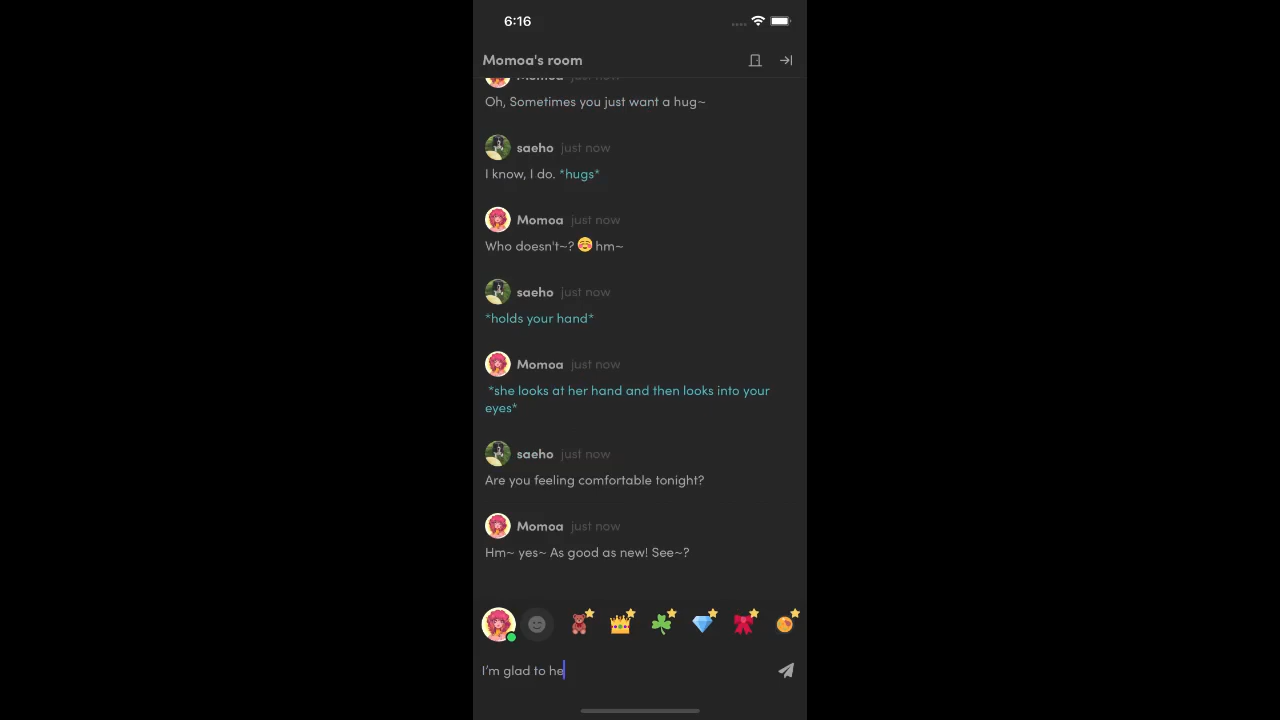 6:16
Momoa's room
Momoa just now
Oh, Sometimes you just want a hug~
saeho just now
I know, I do. *hugs*
Momoa just now
Who doesn't~? 🥰 hm~
saeho just now
*holds your hand*
Momoa just now
*she looks at her hand and then looks into your
eyes*
saeho just now
Are you feeling comfortable tonight?
Momoa just now
Hm~ yes~ As good as new! See~?
I'm glad to he